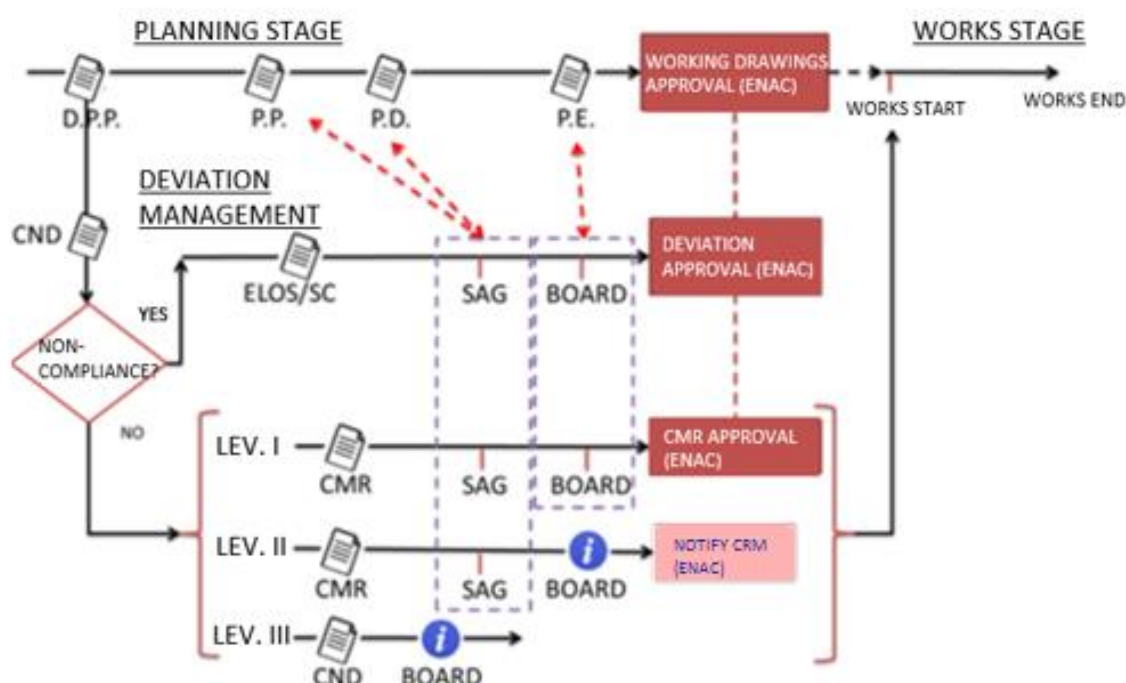 PLANNING STAGE
WORKS STAGE
WORKING DRAWINGS
APPROVAL (ENAC)
D.P.P.
P.P.
P.D.
P.E.
WORKS START
WORKS END
DEVIATION
MANAGEMENT
CND
ELOS/SC
SAG
BOARD
DEVIATION
APPROVAL (ENAC)
YES
NON-
COMPLIANCE?
NO
LEV. I
CMR
SAG
BOARD
CMR APPROVAL
(ENAC)
LEV. II
CMR
SAG
i
BOARD
NOTIFY CRM
(ENAC)
LEV. III
CND
i
BOARD